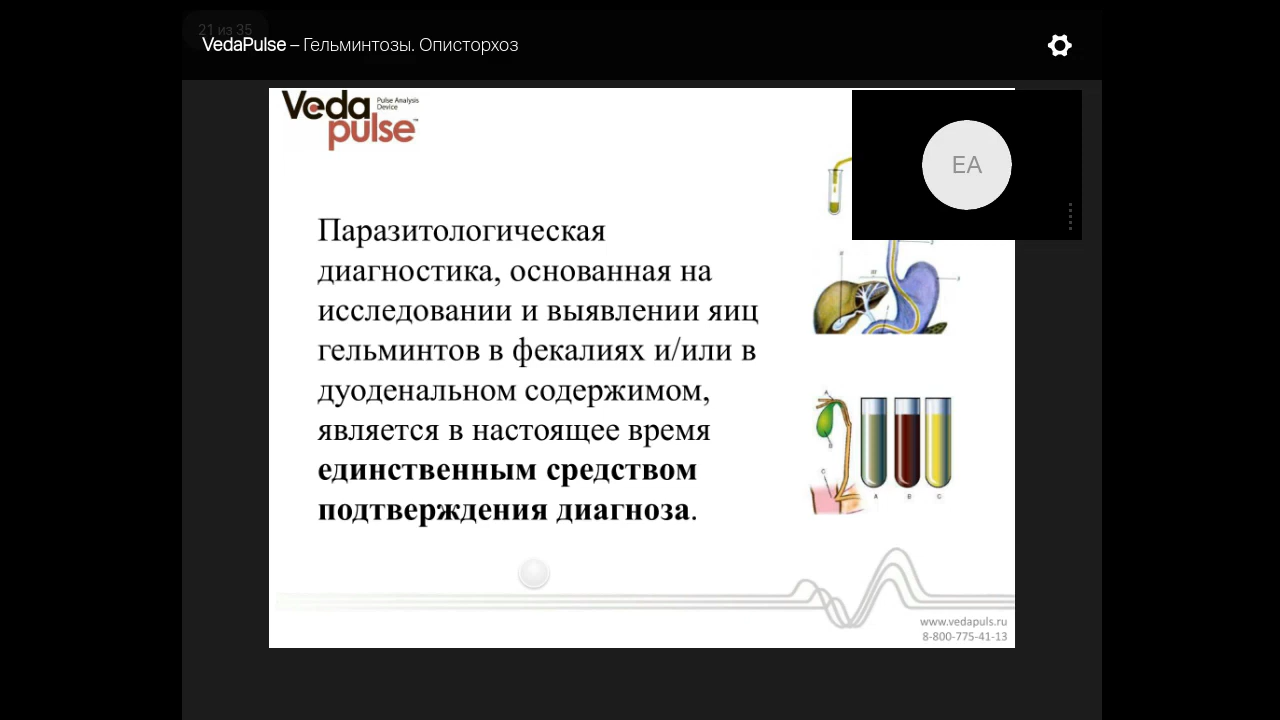 21 из 35
VedaPulse – Гельминтозы. Описторхоз
Veda
pulse™
Pulse Analysis
Device
EA
Паразитологическая
диагностика, основанная на
исследовании и выявлении яиц
гельминтов в фекалиях и/или в
дуоденальном содержимом,
является в настоящее время
единственным средством
подтверждения диагноза.
A
B
C
A
B
C
www.vedapuls.ru
8-800-775-41-13